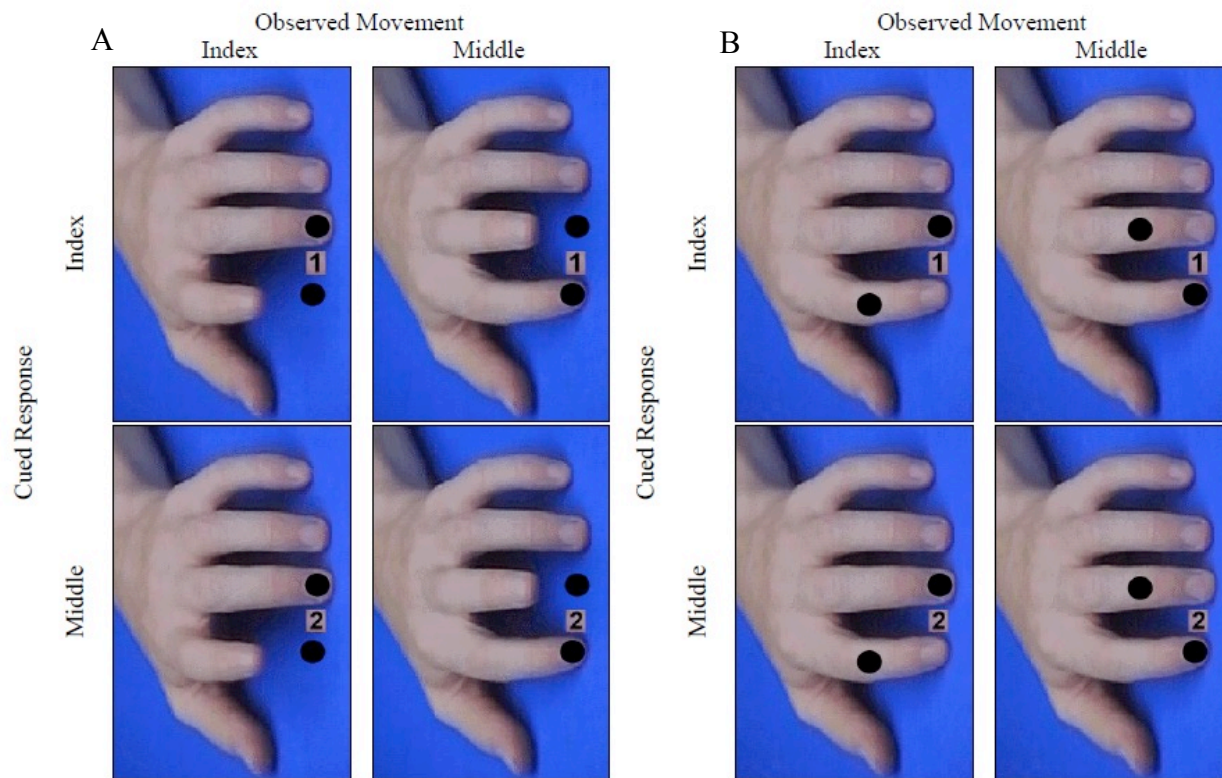 A
Observed Movement
Index Middle
Cued Response
Index
1 1
Middle
2 2
B
Observed Movement
Index Middle
Cued Response
Index
1 1
Middle
2 2